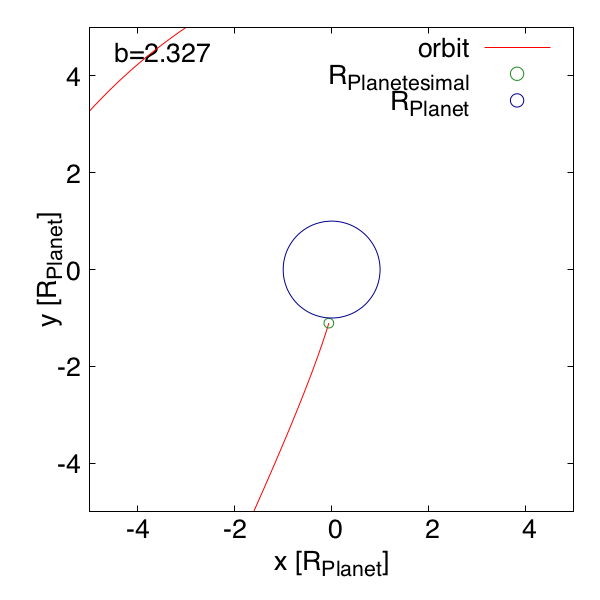 b=2.327
orbit
R_Planetesimal
R_Planet
4
2
0
-2
-4
y [R_Planet]
-4 -2 0 2 4
x [R_Planet]